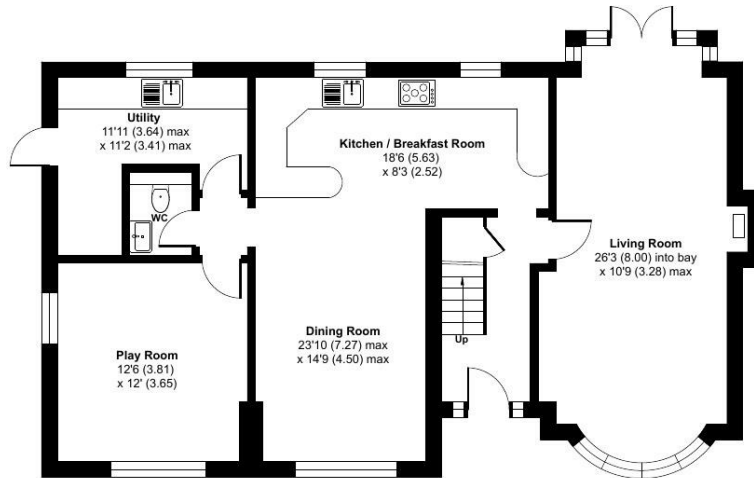 Utility
11'11 (3.64) max
x 11'2 (3.41) max
WC
Kitchen / Breakfast Room
18'6 (5.63)
x 8'3 (2.52)
Living Room
26'3 (8.00) into bay
x 10'9 (3.28) max
Up
Dining Room
23'10 (7.27) max
x 14'9 (4.50) max
Play Room
12'6 (3.81)
x 12' (3.65)